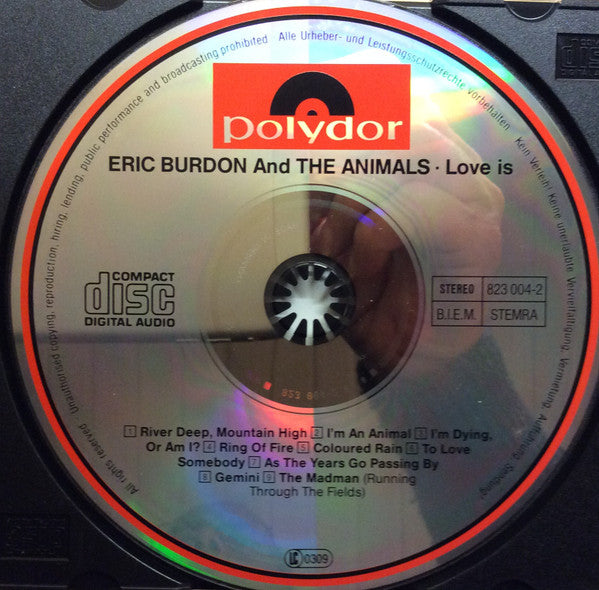 All rights reserved - Unauthorised copying, reproduction, hiring, lending, public performance and broadcasting prohibited
Alle Urheber- und Leistungsschutzrechte vorbehalten
Kein Verleih! Keine unerlaubte Vervielfältigung, Vermietung, Aufführung, Sendung!
polydor
ERIC BURDON And THE ANIMALS · Love is
COMPACT
disc
DIGITAL AUDIO
STEREO 823 004-2
B.I.E.M. STEMRA
1 River Deep, Mountain High 2 I'm An Animal 3 I'm Dying,
Or Am I? 4 Ring Of Fire 5 Coloured Rain 6 To Love
Somebody 7 As The Years Go Passing By
8 Gemini 9 The Madman (Running
Through The Fields)
LC 0309